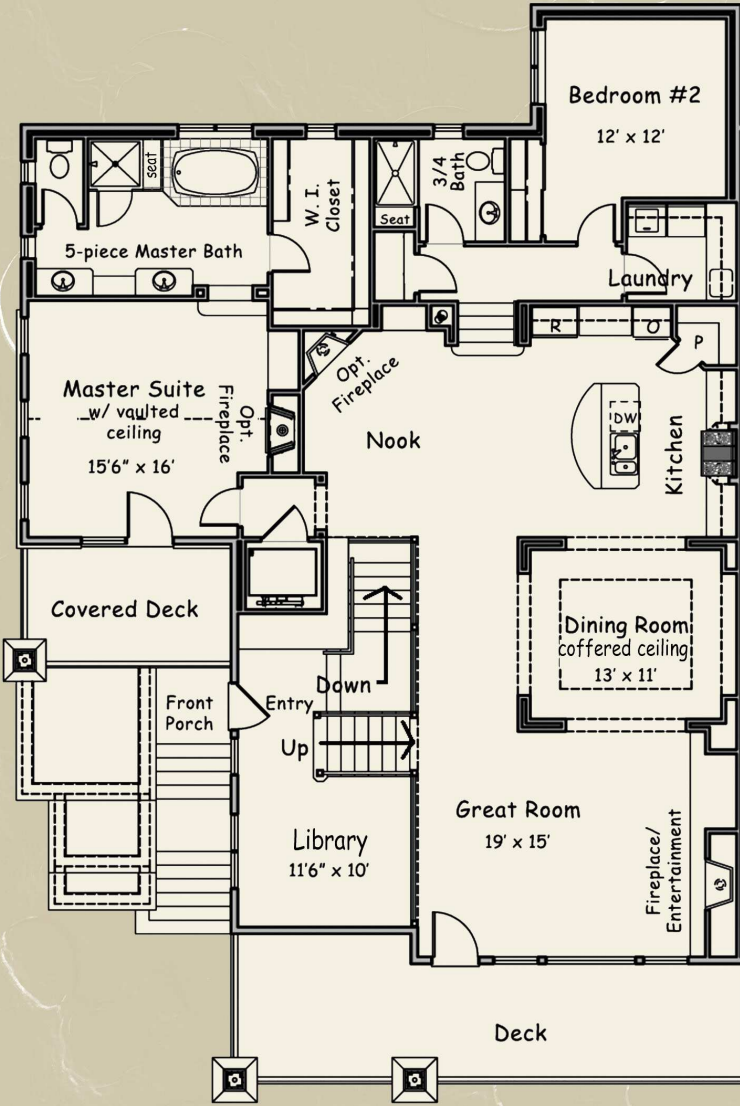 Bedroom #2
12' x 12'
seat
3/4
Bath
W. I.
Closet
Seat
5-piece Master Bath
Laundry
R
O
P
Opt.
Fireplace
Master Suite
w/ vaulted
ceiling
15'6" x 16'
Opt.
Fireplace
Nook
DW
Kitchen
Covered Deck
Dining Room
coffered ceiling
13' x 11'
Front
Porch
Entry
Down
Up
Great Room
19' x 15'
Library
11'6" x 10'
Fireplace/
Entertainment
Deck